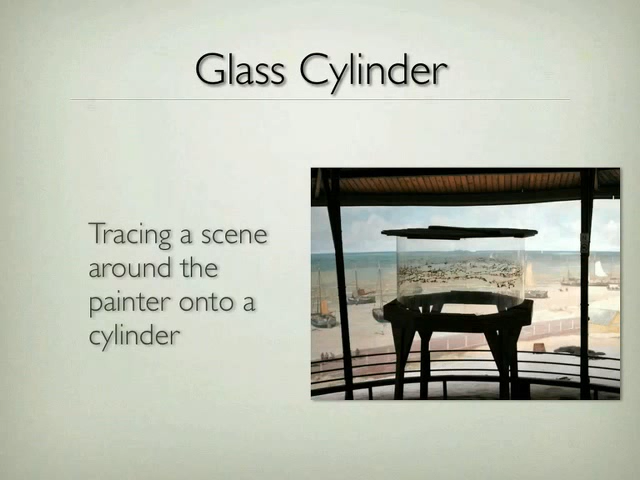 Glass Cylinder
Tracing a scene
around the
painter onto a
cylinder